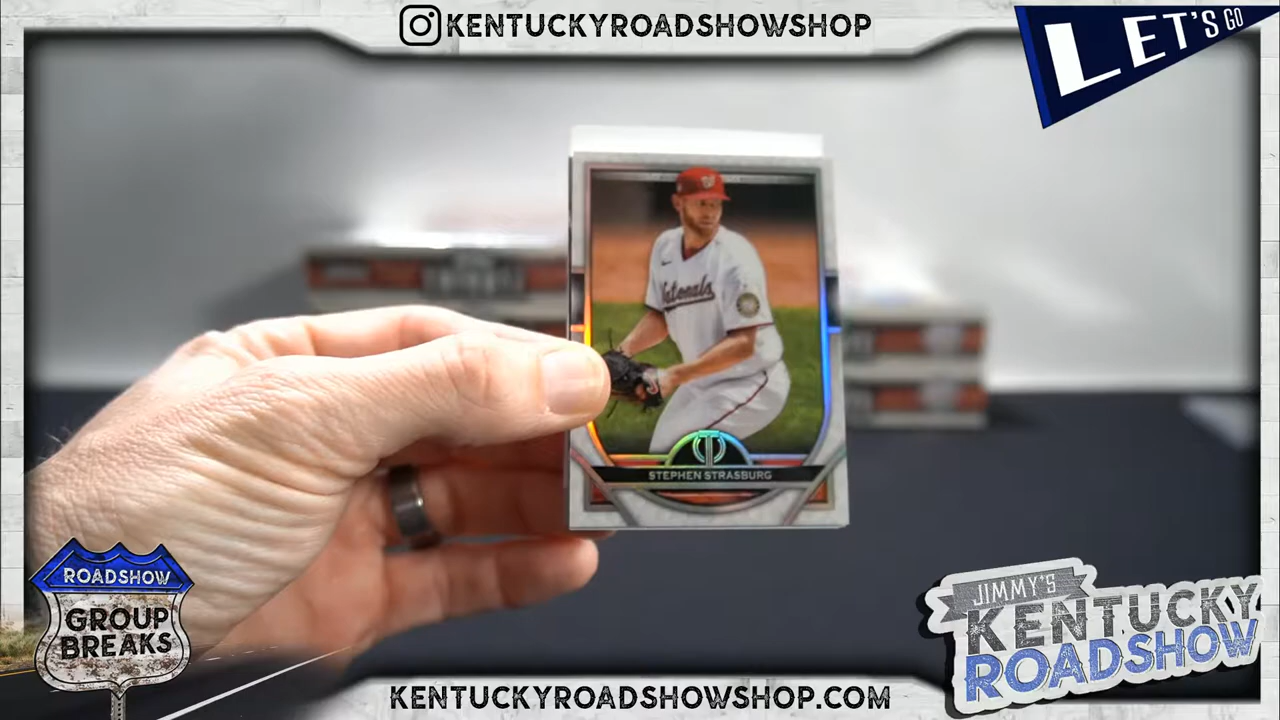 KENTUCKYROADSHOWSHOP
LET'S GO
Nationals
STEPHEN STRASBURG
ROADSHOW
GROUP
BREAKS
JIMMY'S
KENTUCKY
ROADSHOW
KENTUCKYROADSHOWSHOP.COM